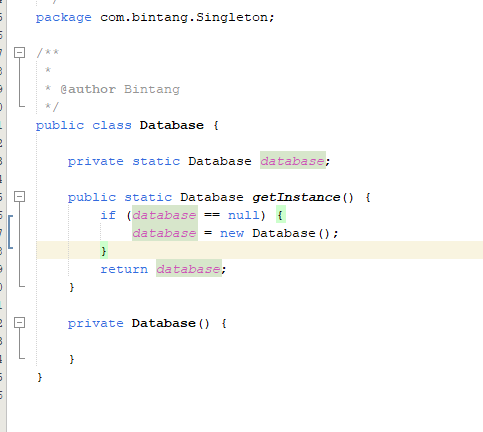 */
package com.bintang.Singleton;
/**
*
* @author Bintang
*/
public class Database {
private static Database database;
public static Database getInstance() {
if (database == null) {
database = new Database();
}
return database;
}
private Database() {
}
}